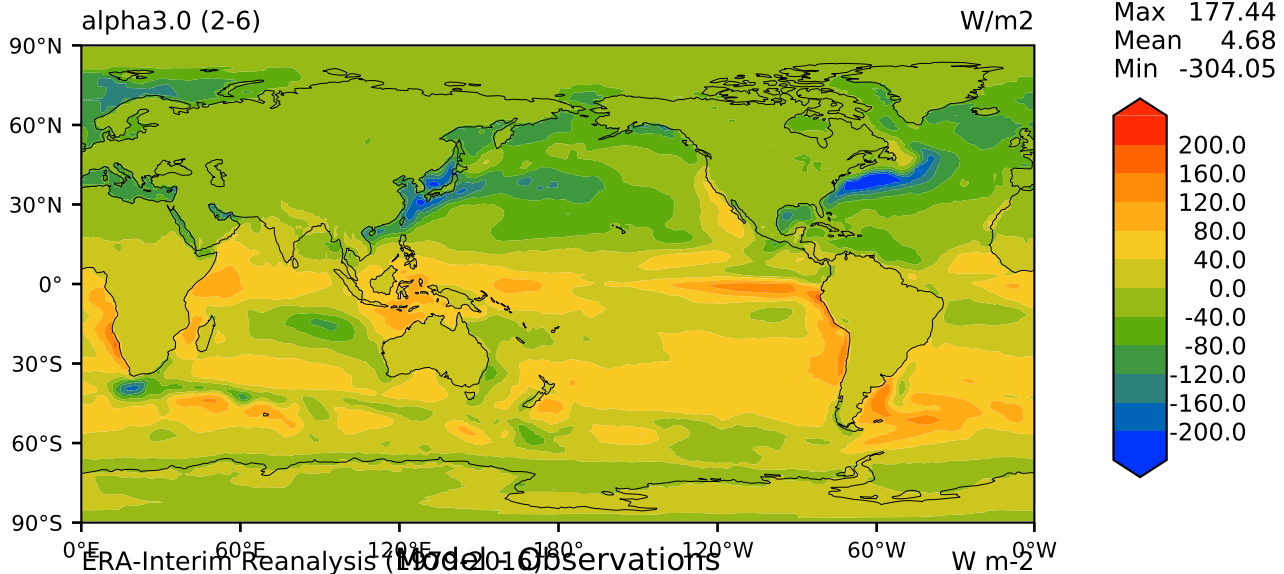 alpha3.0 (2-6) W/m2
Max 177.44
Mean 4.68
Min -304.05
90°N
60°N
30°N
0°
30°S
60°S
90°S
0°E 60°E 120°E 180° 120°W 60°W 0°W
200.0
160.0
120.0
80.0
40.0
0.0
-40.0
-80.0
-120.0
-160.0
-200.0
ERA-Interim Reanalysis (1979-2016) W m-2
Model - Observations